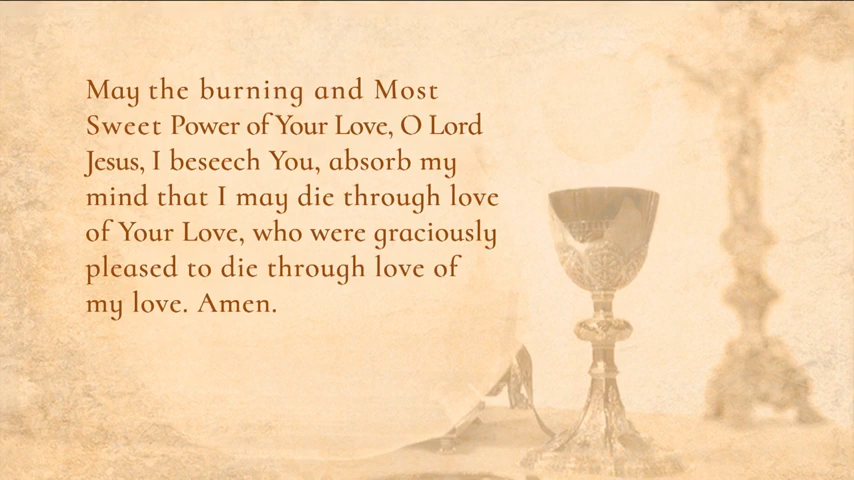 May the burning and Most
Sweet Power of Your Love, O Lord
Jesus, I beseech You, absorb my
mind that I may die through love
of Your Love, who were graciously
pleased to die through love of
my love. Amen.